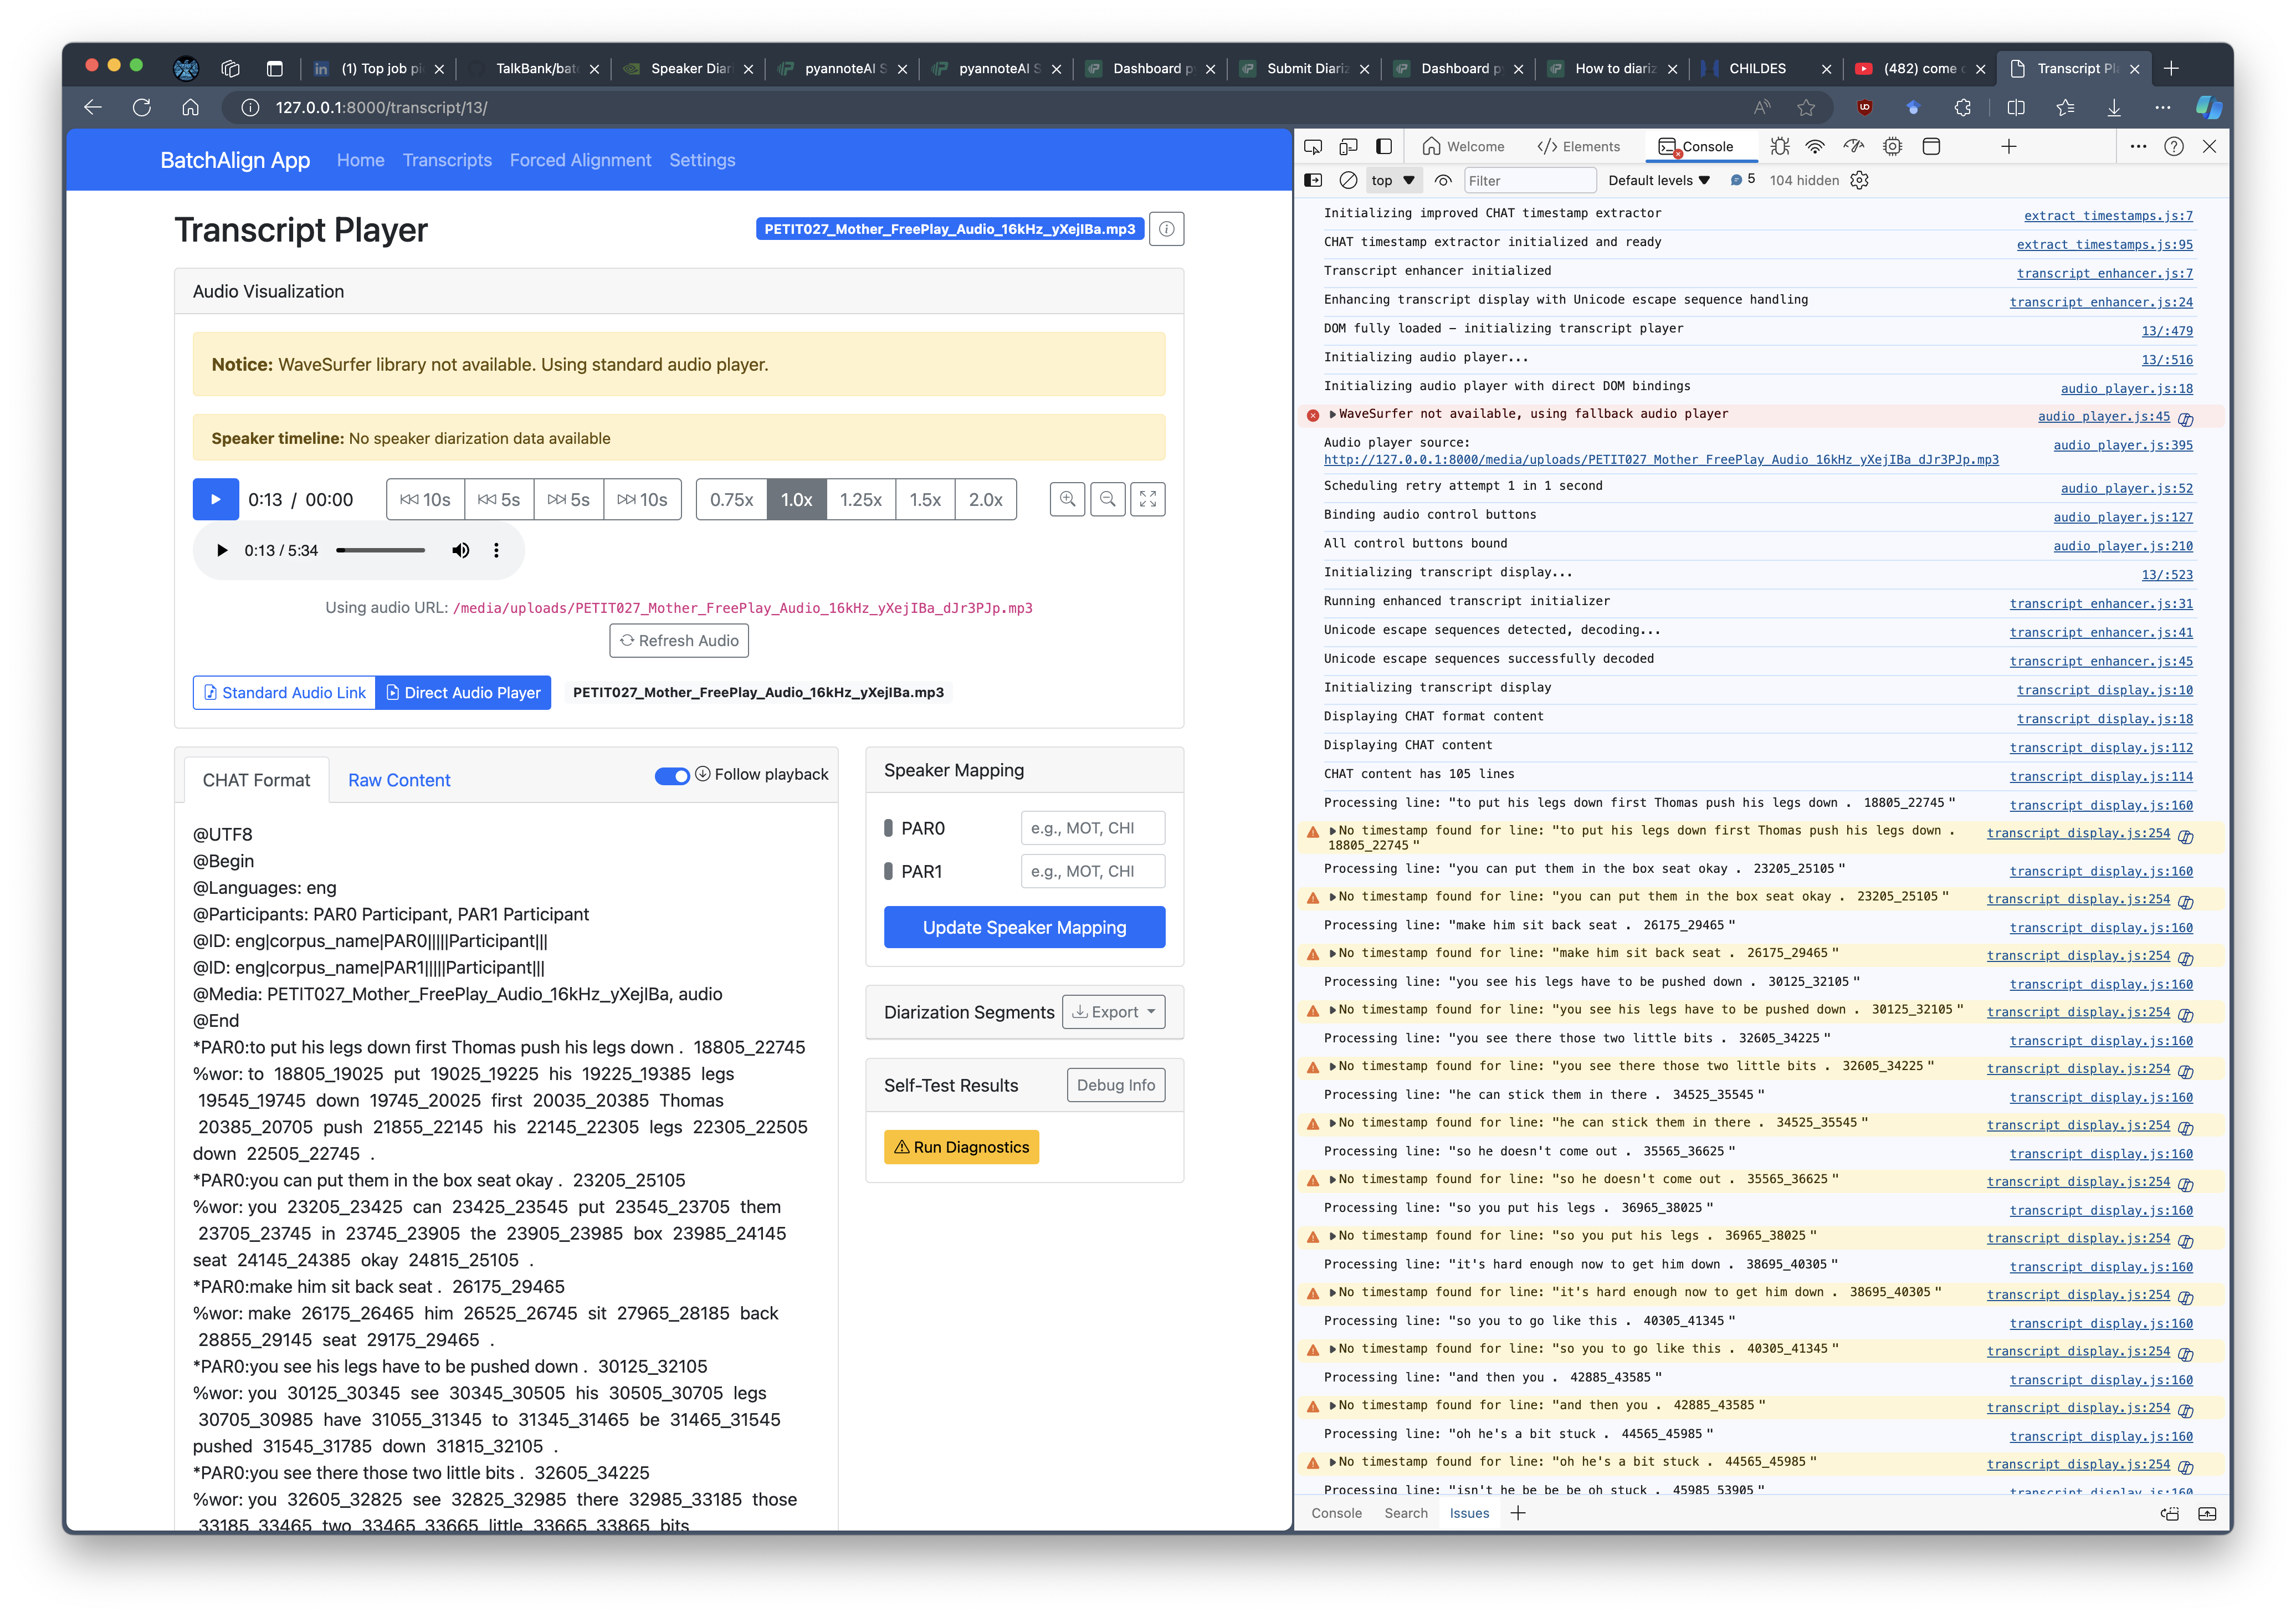 (1) Top job pi
TalkBank/bat
Speaker Diar
pyannoteAI S
pyannoteAI S
Dashboard p
Submit Diari
Dashboard p
How to diariz
CHILDES
(482) come
Transcript Pl
127.0.0.1:8000/transcript/13/
BatchAlign App
Home
Transcripts
Forced Alignment
Settings
Transcript Player
PETIT027_Mother_FreePlay_Audio_16kHz_yXejIBa.mp3
Audio Visualization
Notice: WaveSurfer library not available. Using standard audio player.
Speaker timeline: No speaker diarization data available
0:13 / 00:00
10s
5s
5s
10s
0.75x
1.0x
1.25x
1.5x
2.0x
0:13 / 5:34
Using audio URL: /media/uploads/PETIT027_Mother_FreePlay_Audio_16kHz_yXejIBa_dJr3PJp.mp3
Refresh Audio
Standard Audio Link
Direct Audio Player
PETIT027_Mother_FreePlay_Audio_16kHz_yXejIBa.mp3
CHAT Format
Raw Content
Follow playback
@UTF8
@Begin
@Languages: eng
@Participants: PAR0 Participant, PAR1 Participant
@ID: eng|corpus_name|PAR0|||||Participant|||
@ID: eng|corpus_name|PAR1|||||Participant|||
@Media: PETIT027_Mother_FreePlay_Audio_16kHz_yXejIBa, audio
@End
*PAR0:to put his legs down first Thomas push his legs down . 18805_22745
%wor: to 18805_19025 put 19025_19225 his 19225_19385 legs
19545_19745 down 19745_20025 first 20035_20385 Thomas
20385_20705 push 21855_22145 his 22145_22305 legs 22305_22505
down 22505_22745 .
*PAR0:you can put them in the box seat okay . 23205_25105
%wor: you 23205_23425 can 23425_23545 put 23545_23705 them
23705_23745 in 23745_23905 the 23905_23985 box 23985_24145
seat 24145_24385 okay 24815_25105 .
*PAR0:make him sit back seat . 26175_29465
%wor: make 26175_26465 him 26525_26745 sit 27965_28185 back
28855_29145 seat 29175_29465 .
*PAR0:you see his legs have to be pushed down . 30125_32105
%wor: you 30125_30345 see 30345_30505 his 30505_30705 legs
30705_30985 have 31055_31345 to 31345_31465 be 31465_31545
pushed 31545_31785 down 31815_32105 .
*PAR0:you see there those two little bits . 32605_34225
%wor: you 32605_32825 see 32825_32985 there 32985_33185 those
33185_33465 two 33465_33665 little 33665_33865 bits
Speaker Mapping
PAR0
e.g., MOT, CHI
PAR1
e.g., MOT, CHI
Update Speaker Mapping
Diarization Segments
Export
Self-Test Results
Debug Info
Run Diagnostics
Welcome
Elements
Console
top
Filter
Default levels
5
104 hidden
Initializing improved CHAT timestamp extractor extract_timestamps.js:7
CHAT timestamp extractor initialized and ready extract_timestamps.js:95
Transcript enhancer initialized transcript_enhancer.js:7
Enhancing transcript display with Unicode escape sequence handling transcript_enhancer.js:24
DOM fully loaded – initializing transcript player 13/:479
Initializing audio player... 13/:516
Initializing audio player with direct DOM bindings audio_player.js:18
WaveSurfer not available, using fallback audio player audio_player.js:45
Audio player source: audio_player.js:395
http://127.0.0.1:8000/media/uploads/PETIT027_Mother_FreePlay_Audio_16kHz_yXejIBa_dJr3PJp.mp3
Scheduling retry attempt 1 in 1 second audio_player.js:52
Binding audio control buttons audio_player.js:127
All control buttons bound audio_player.js:210
Initializing transcript display... 13/:523
Running enhanced transcript initializer transcript_enhancer.js:31
Unicode escape sequences detected, decoding... transcript_enhancer.js:41
Unicode escape sequences successfully decoded transcript_enhancer.js:45
Initializing transcript display transcript_display.js:10
Displaying CHAT format content transcript_display.js:18
Displaying CHAT content transcript_display.js:112
CHAT content has 105 lines transcript_display.js:114
Processing line: "to put his legs down first Thomas push his legs down . 18805_22745" transcript_display.js:160
No timestamp found for line: "to put his legs down first Thomas push his legs down . transcript_display.js:254
18805_22745"
Processing line: "you can put them in the box seat okay . 23205_25105" transcript_display.js:160
No timestamp found for line: "you can put them in the box seat okay . 23205_25105" transcript_display.js:254
Processing line: "make him sit back seat . 26175_29465" transcript_display.js:160
No timestamp found for line: "make him sit back seat . 26175_29465" transcript_display.js:254
Processing line: "you see his legs have to be pushed down . 30125_32105" transcript_display.js:160
No timestamp found for line: "you see his legs have to be pushed down . 30125_32105" transcript_display.js:254
Processing line: "you see there those two little bits . 32605_34225" transcript_display.js:160
No timestamp found for line: "you see there those two little bits . 32605_34225" transcript_display.js:254
Processing line: "he can stick them in there . 34525_35545" transcript_display.js:160
No timestamp found for line: "he can stick them in there . 34525_35545" transcript_display.js:254
Processing line: "so he doesn't come out . 35565_36625" transcript_display.js:160
No timestamp found for line: "so he doesn't come out . 35565_36625" transcript_display.js:254
Processing line: "so you put his legs . 36965_38025" transcript_display.js:160
No timestamp found for line: "so you put his legs . 36965_38025" transcript_display.js:254
Processing line: "it's hard enough now to get him down . 38695_40305" transcript_display.js:160
No timestamp found for line: "it's hard enough now to get him down . 38695_40305" transcript_display.js:254
Processing line: "so you to go like this . 40305_41345" transcript_display.js:160
No timestamp found for line: "so you to go like this . 40305_41345" transcript_display.js:254
Processing line: "and then you . 42885_43585" transcript_display.js:160
No timestamp found for line: "and then you . 42885_43585" transcript_display.js:254
Processing line: "oh he's a bit stuck . 44565_45985" transcript_display.js:160
No timestamp found for line: "oh he's a bit stuck . 44565_45985" transcript_display.js:254
Processing line: "isn't he be be be oh stuck . 45985_53905" transcript_display.js:160
Console
Search
Issues